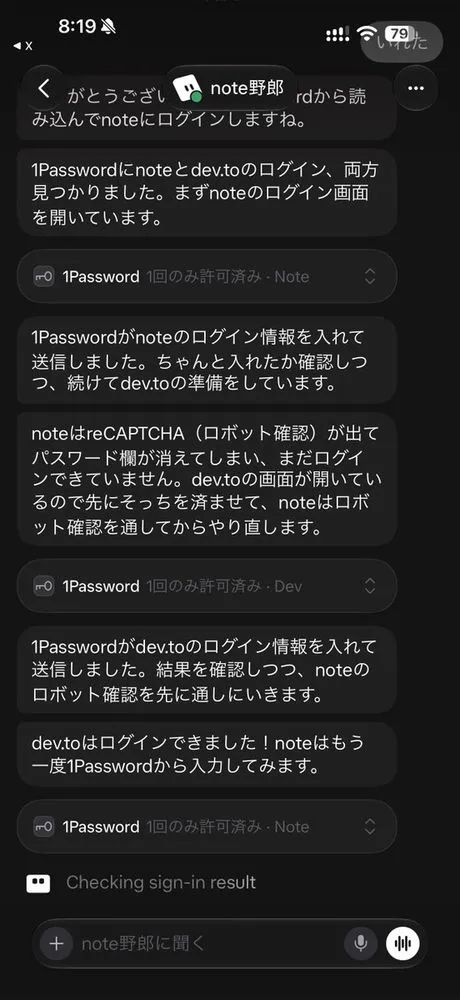 8:19
79
X
いれた
note野郎
がとうござい
rdから読
み込んでnoteにログインしますね。
1Passwordにnoteとdev.toのログイン、両方
見つかりました。まずnoteのログイン画面
を開いています。
1Password 1回のみ許可済み · Note
1Passwordがnoteのログイン情報を入れて
送信しました。ちゃんと入れたか確認しつ
つ、続けてdev.toの準備をしています。
noteはreCAPTCHA（ロボット確認）が出て
パスワード欄が消えてしまい、まだログイ
ンできていません。dev.toの画面が開いてい
るので先にそっちを済ませて、noteはロボ
ット確認を通してからやり直します。
1Password 1回のみ許可済み · Dev
1Passwordがdev.toのログイン情報を入れて
送信しました。結果を確認しつつ、noteの
ロボット確認を先に通しにいきます。
dev.toはログインできました！noteはもう
一度1Passwordから入力してみます。
1Password 1回のみ許可済み · Note
Checking sign-in result
note野郎に聞く